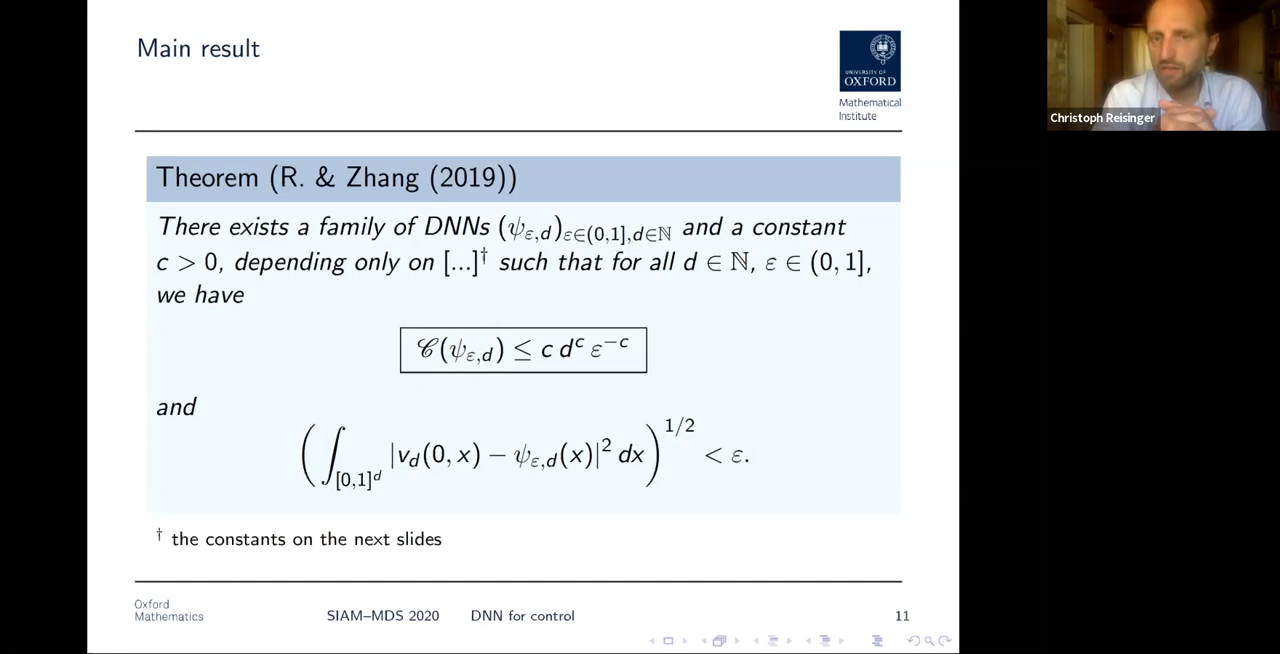 Main result
UNIVERSITY OF
OXFORD
Mathematical
Institute
Christoph Reisinger
Theorem (R. & Zhang (2019))
There exists a family of DNNs (ψ_{ε,d})_{ε∈(0,1],d∈ℕ} and a constant
c > 0, depending only on [...]† such that for all d ∈ ℕ, ε ∈ (0, 1],
we have
𝒞(ψ_{ε,d}) ≤ c d^c ε^{−c}
and
(∫_{[0,1]^d} |v_d(0, x) − ψ_{ε,d}(x)|² dx)^{1/2} < ε.
† the constants on the next slides
Oxford
Mathematics
SIAM–MDS 2020 DNN for control 11